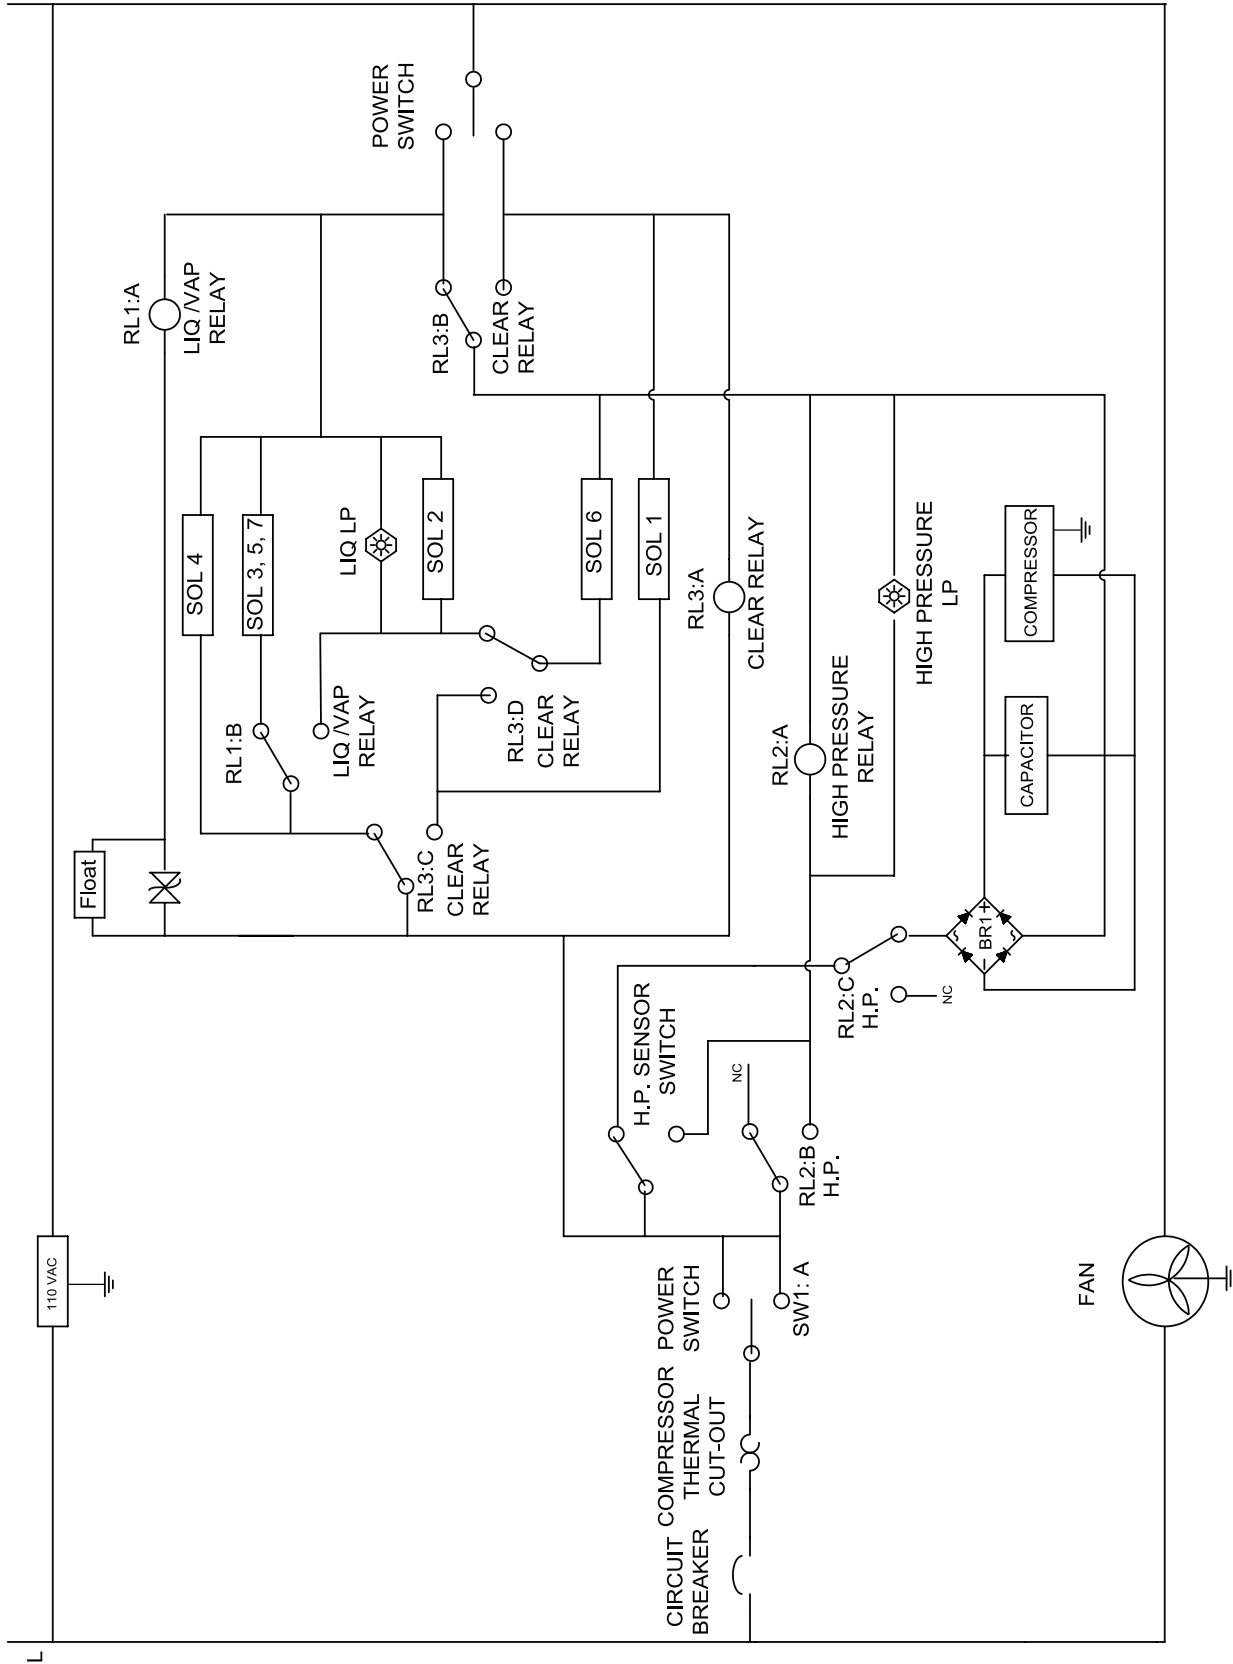 L
110 VAC
Float
RL1:A
LIQ /VAP
RELAY
SOL 4
SOL 3, 5, 7
RL1:B
LIQ LP
LIQ /VAP
RELAY
SOL 2
POWER
SWITCH
RL3:B
CLEAR
RELAY
RL3:C
CLEAR
RELAY
RL3:D
CLEAR
RELAY
SOL 6
SOL 1
RL3:A
CLEAR RELAY
H.P. SENSOR
SWITCH
RL2:A
HIGH PRESSURE
RELAY
HIGH PRESSURE
LP
CIRCUIT
BREAKER
COMPRESSOR
THERMAL
CUT-OUT
POWER
SWITCH
SW1: A
NC
RL2:B
H.P.
RL2:C
H.P.
NC
BR1
~
~
+
−
CAPACITOR
COMPRESSOR
FAN